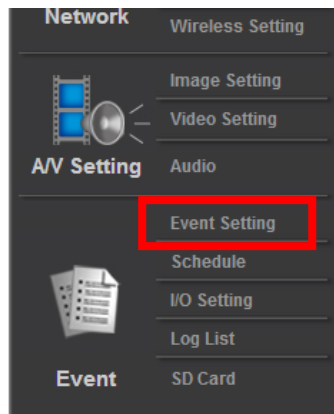 Network
Wireless Setting
Image Setting
Video Setting
A/V Setting
Audio
Event Setting
Schedule
I/O Setting
Log List
Event
SD Card